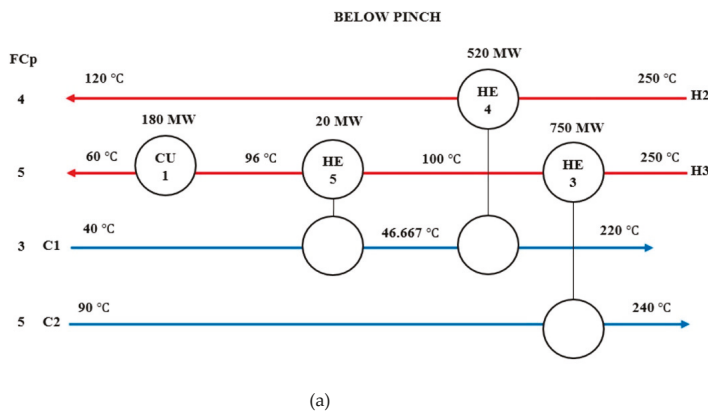 BELOW PINCH
FCp
520 MW
4
120 °C
HE
4
250 °C
H2
180 MW
20 MW
750 MW
5
60 °C
CU
1
96 °C
HE
5
100 °C
HE
3
250 °C
H3
3
C1
40 °C
46.667 °C
220 °C
5
C2
90 °C
240 °C
(a)